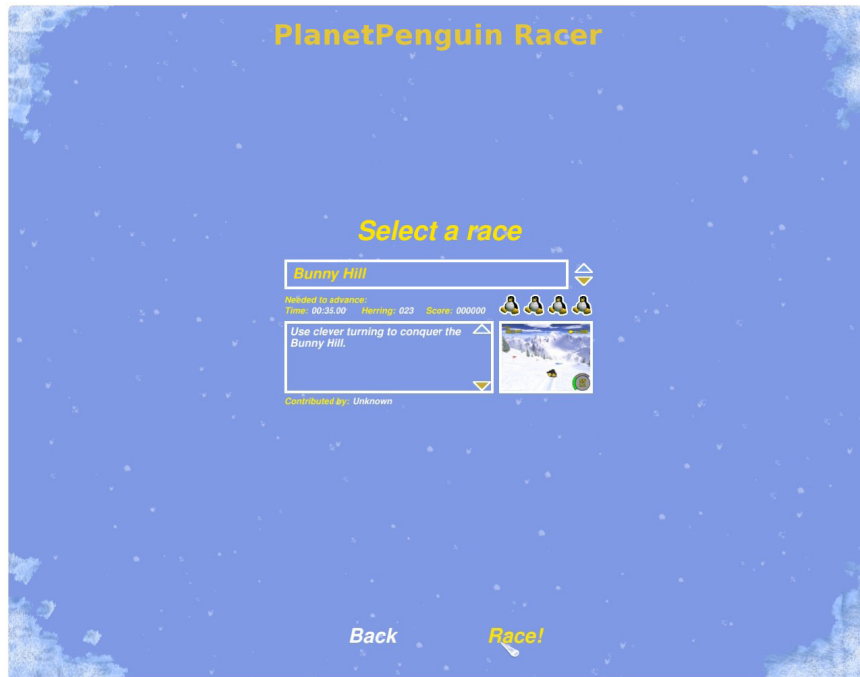 PlanetPenguin Racer
Select a race
Bunny Hill
Needed to advance:
Time: 00:35.00 Herring: 023 Score: 000000
Use clever turning to conquer the
Bunny Hill.
Contributed by: Unknown
Back Race!